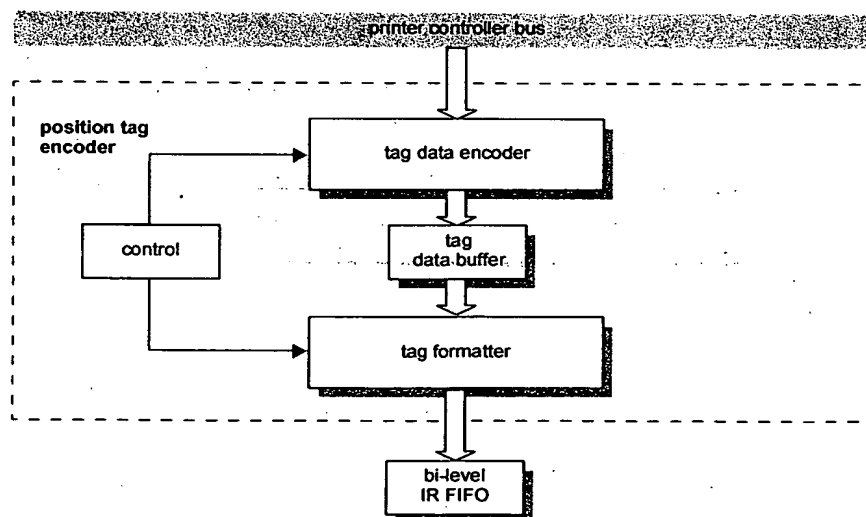 printer controller bus
position tag
encoder
tag data encoder
control
tag
data buffer
tag formatter
bi-level
IR FIFO